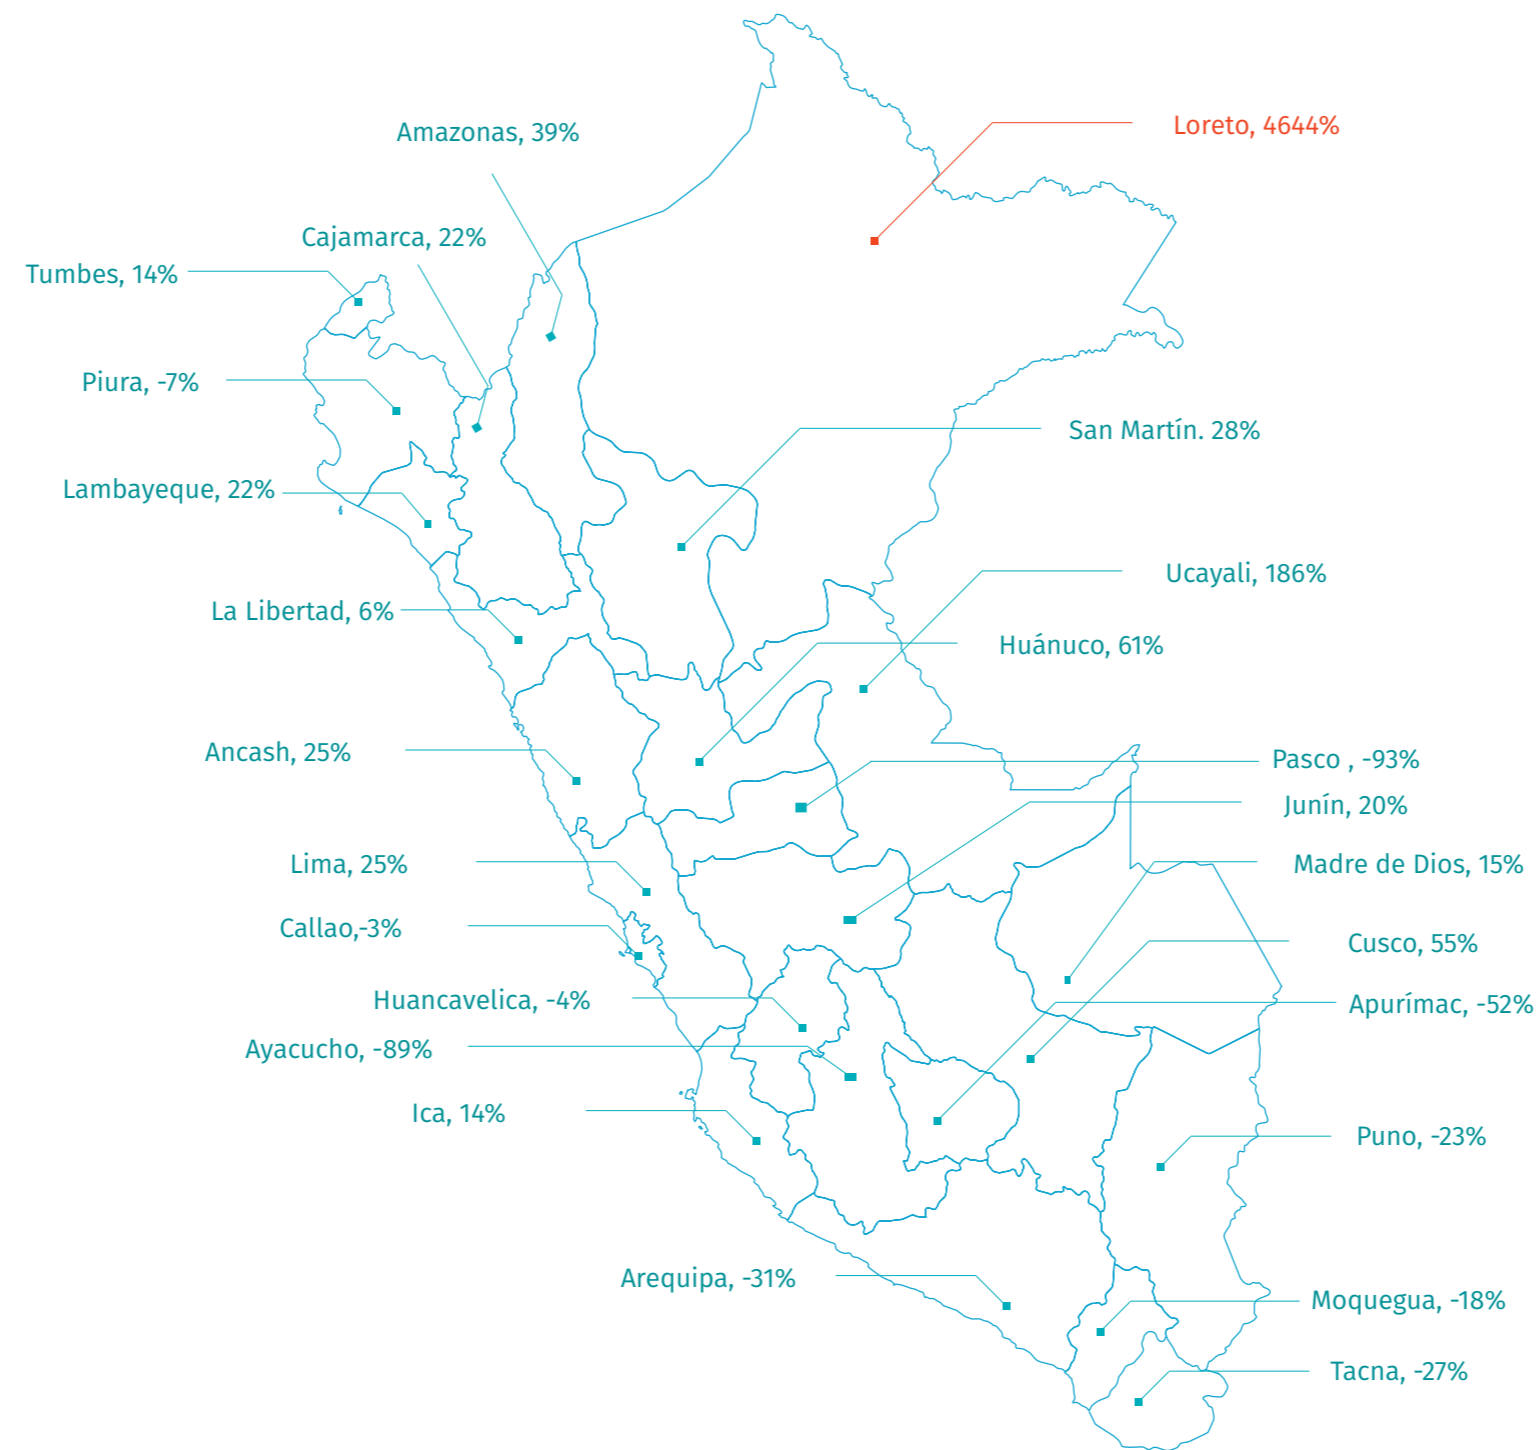 Loreto, 4644%
Amazonas, 39%
Cajamarca, 22%
Tumbes, 14%
Piura, -7%
San Martín. 28%
Lambayeque, 22%
Ucayali, 186%
La Libertad, 6%
Huánuco, 61%
Ancash, 25%
Pasco , -93%
Junín, 20%
Lima, 25%
Madre de Dios, 15%
Callao,-3%
Cusco, 55%
Huancavelica, -4%
Apurímac, -52%
Ayacucho, -89%
Ica, 14%
Puno, -23%
Arequipa, -31%
Moquegua, -18%
Tacna, -27%